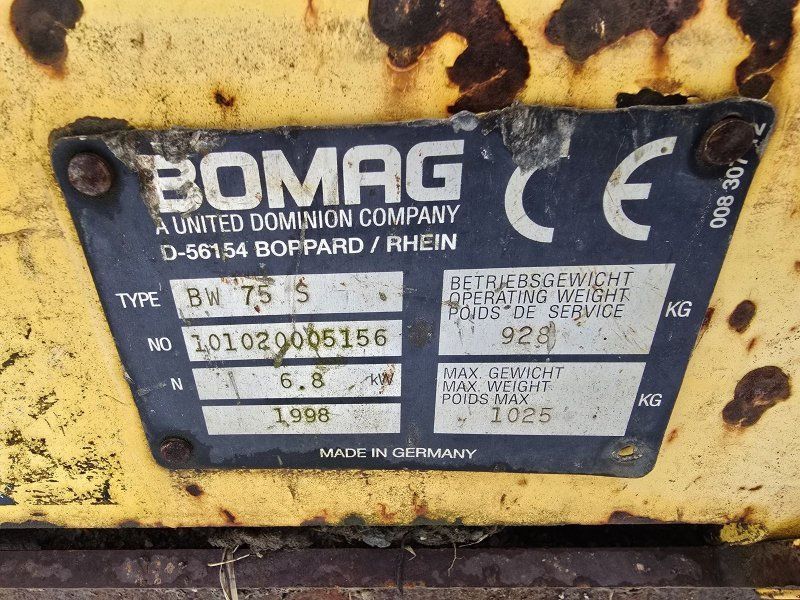 BOMAG
CE
A UNITED DOMINION COMPANY
D-56154 BOPPARD / RHEIN
TYPE BW 75 S
NO 101020005156
N 6.8 kW
1998
BETRIEBSGEWICHT
OPERATING WEIGHT
POIDS DE SERVICE
928 KG
MAX. GEWICHT
MAX. WEIGHT
POIDS MAX
1025 KG
MADE IN GERMANY
008 307